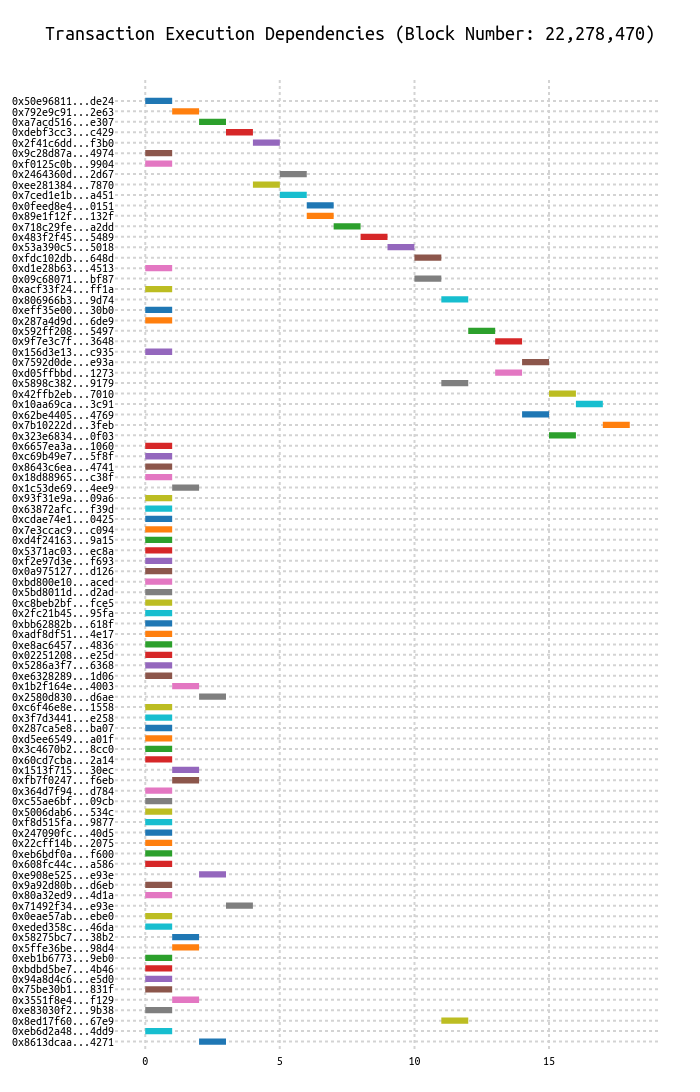 Transaction Execution Dependencies (Block Number: 22,278,470)
0x50e96811...de24
0x792e9c91...2e63
0xa7acd516...e307
0xdebf3cc3...c429
0x2f41c6dd...f3b0
0x9c28d87a...4974
0xf0125c0b...9904
0x2464360d...2d67
0xee281384...7870
0x7ced1e1b...a451
0x0feed8e4...0151
0x89e1f12f...132f
0x718c29fe...a2dd
0x483f2f45...5489
0x53a390c5...5018
0xfdc102db...648d
0xd1e28b63...4513
0x09c68071...bf87
0xacf33f24...ff1a
0x806966b3...9d74
0xeff35e00...30b0
0x287a4d9d...6de9
0x592ff208...5497
0x9f7e3c7f...3648
0x156d3e13...c935
0x7592d0de...e93a
0xd05ffbbd...1273
0x5898c382...9179
0x42ffb2eb...7010
0x10aa69ca...3c91
0x62be4405...4769
0x7b10222d...3feb
0x323e6834...0f03
0x6657ea3a...1060
0xc69b49e7...5f8f
0x8643c6ea...4741
0x18d88965...c38f
0x1c53de69...4ee9
0x93f31e9a...09a6
0x63872afc...f39d
0xcdae74e1...0425
0x7e3ccac9...c094
0xd4f24163...9a15
0x5371ac03...ec8a
0xf2e97d3e...f693
0x0a975127...d126
0xbd800e10...aced
0x5bd8011d...d2ad
0xc8beb2bf...fce5
0x2fc21b45...95fa
0xbb62882b...618f
0xadf8df51...4e17
0xe8ac6457...4836
0x02251208...e25d
0x5286a3f7...6368
0xe6328289...1d06
0x1b2f164e...4003
0x2580d830...d6ae
0xc6f46e8e...1558
0x3f7d3441...e258
0x287ca5e8...ba07
0xd5ee6549...a01f
0x3c4670b2...8cc0
0x60cd7cba...2a14
0x1513f715...30ec
0xfb7f0247...f6eb
0x364d7f94...d784
0xc55ae6bf...09cb
0x5006dab6...534c
0xf8d515fa...9877
0x247090fc...40d5
0x22cff14b...2075
0xeb6bdf0a...f600
0x608fc44c...a586
0xe908e525...e93e
0x9a92d80b...d6eb
0x80a32ed9...4d1a
0x71492f34...e93e
0x0eae57ab...ebe0
0xeded358c...46da
0x58275bc7...38b2
0x5ffe36be...98d4
0xeb1b6773...9eb0
0xbdbd5be7...4b46
0x94a8d4c6...e5d0
0x75be30b1...831f
0x3551f8e4...f129
0xe83030f2...9b38
0x8ed17f60...67e9
0xeb6d2a48...4dd9
0x8613dcaa...4271
0 5 10 15